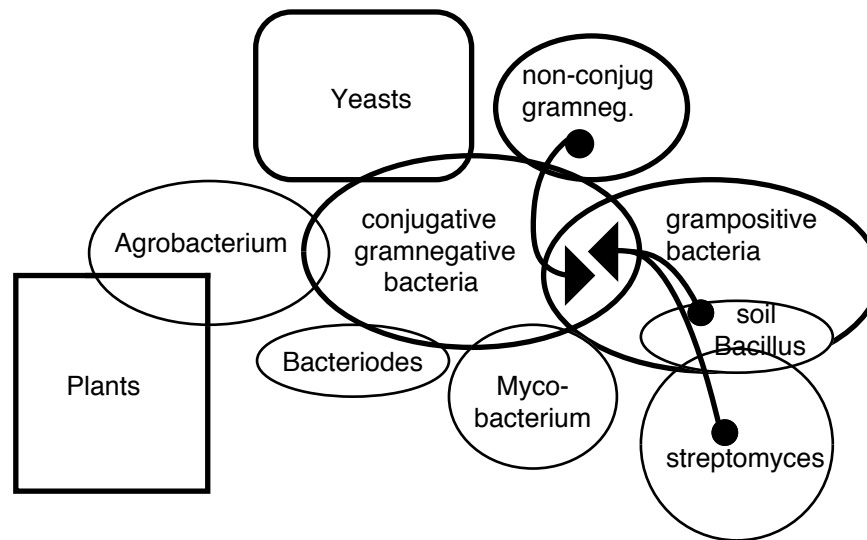 Yeasts
non-conjug
gramneg.
Agrobacterium
conjugative
gramnegative
bacteria
grampositive
bacteria
soil
Bacillus
Bacteriodes
Plants
Myco-
bacterium
streptomyces